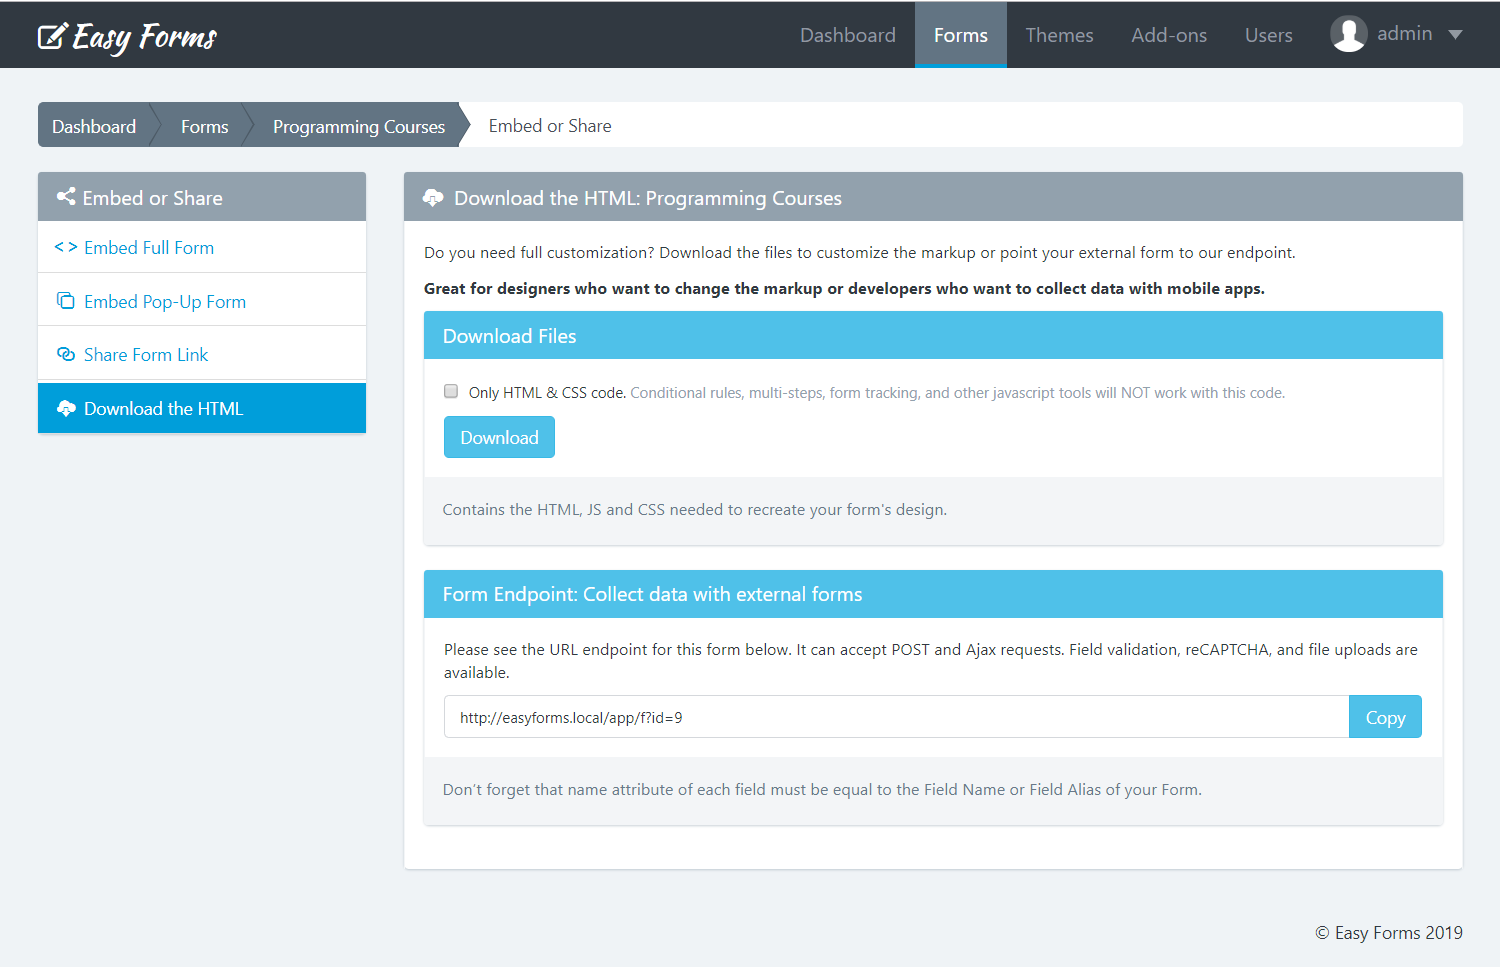 Easy Forms
Dashboard
Forms
Themes
Add-ons
Users
admin
Dashboard
Forms
Programming Courses
Embed or Share
Embed or Share
<> Embed Full Form
Embed Pop-Up Form
Share Form Link
Download the HTML
Download the HTML: Programming Courses
Do you need full customization? Download the files to customize the markup or point your external form to our endpoint.
Great for designers who want to change the markup or developers who want to collect data with mobile apps.
Download Files
Only HTML & CSS code. Conditional rules, multi-steps, form tracking, and other javascript tools will NOT work with this code.
Download
Contains the HTML, JS and CSS needed to recreate your form's design.
Form Endpoint: Collect data with external forms
Please see the URL endpoint for this form below. It can accept POST and Ajax requests. Field validation, reCAPTCHA, and file uploads are
available.
http://easyforms.local/app/f?id=9
Copy
Don't forget that name attribute of each field must be equal to the Field Name or Field Alias of your Form.
© Easy Forms 2019